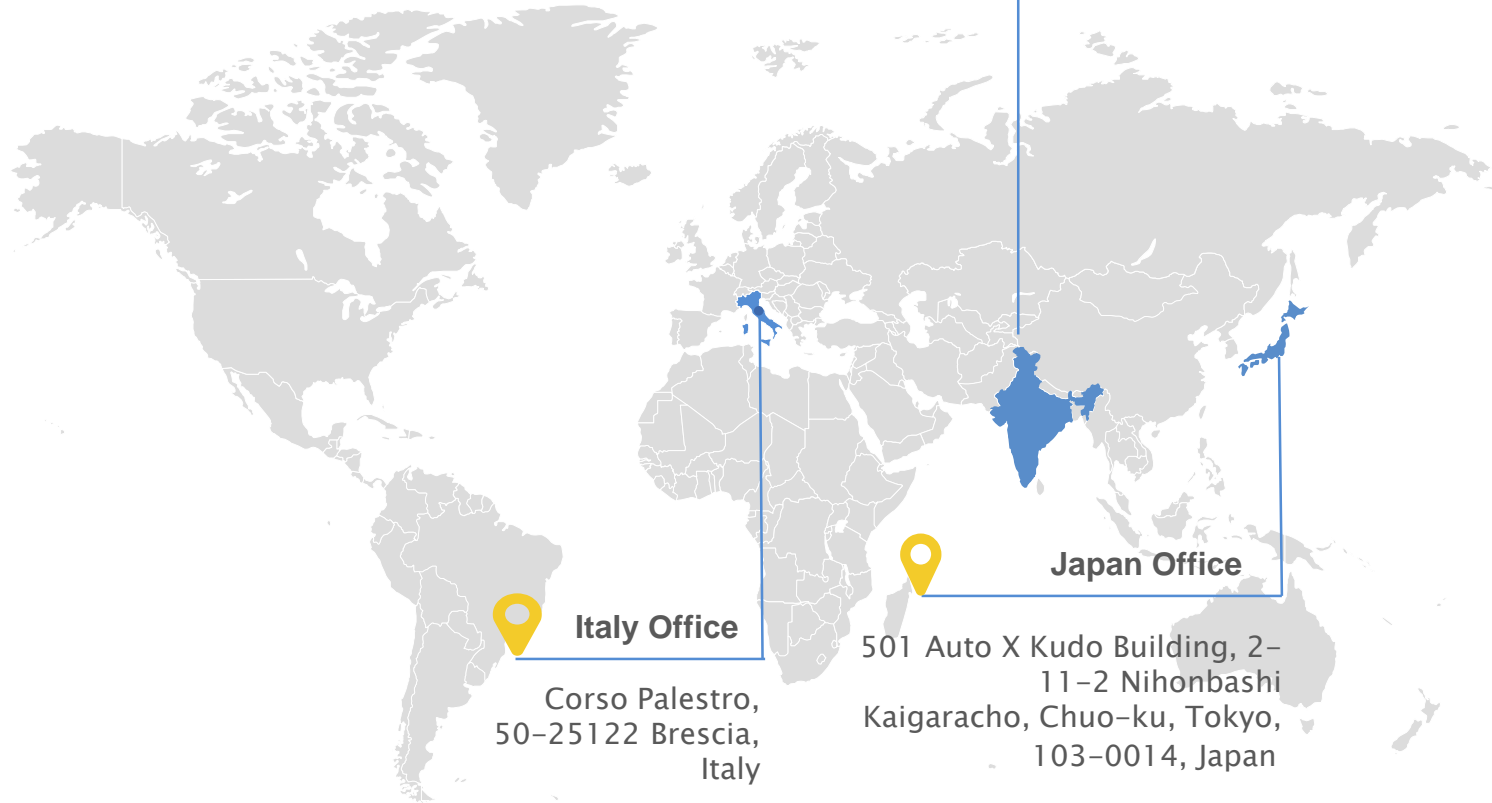 Italy Office
Corso Palestro,
50-25122 Brescia,
Italy
Japan Office
501 Auto X Kudo Building, 2-
11-2 Nihonbashi
Kaigaracho, Chuo-ku, Tokyo,
103-0014, Japan